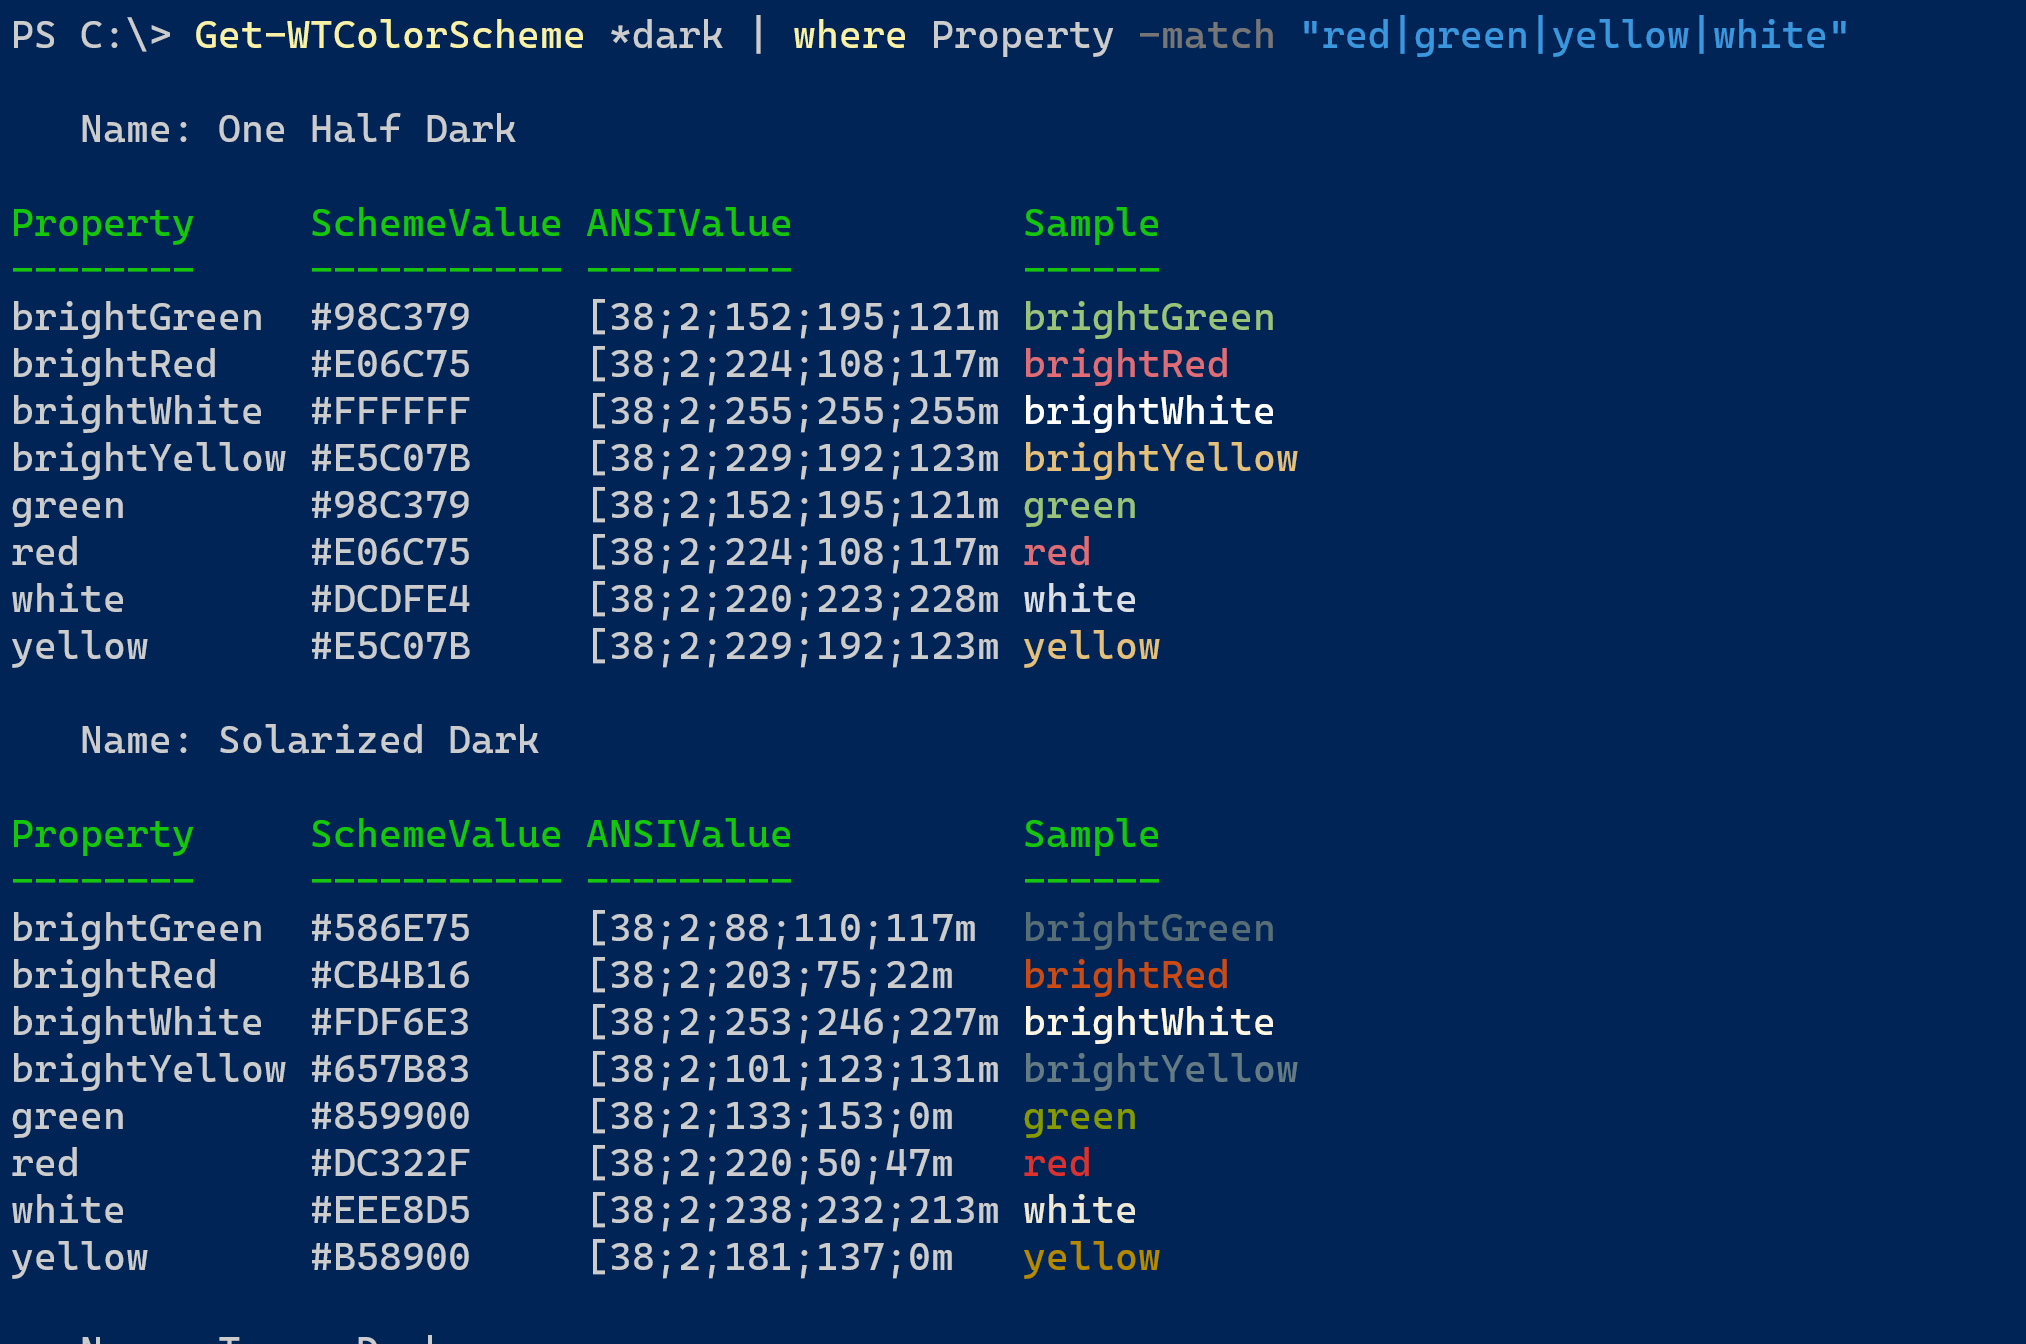 PS C:\> Get-WTColorScheme *dark | where Property -match "red|green|yellow|white"
Name: One Half Dark
Property SchemeValue ANSIValue Sample
-------- ----------- --------- ------
brightGreen #98C379 [38;2;152;195;121m brightGreen
brightRed #E06C75 [38;2;224;108;117m brightRed
brightWhite #FFFFFF [38;2;255;255;255m brightWhite
brightYellow #E5C07B [38;2;229;192;123m brightYellow
green #98C379 [38;2;152;195;121m green
red #E06C75 [38;2;224;108;117m red
white #DCDFE4 [38;2;220;223;228m white
yellow #E5C07B [38;2;229;192;123m yellow
Name: Solarized Dark
Property SchemeValue ANSIValue Sample
-------- ----------- --------- ------
brightGreen #586E75 [38;2;88;110;117m brightGreen
brightRed #CB4B16 [38;2;203;75;22m brightRed
brightWhite #FDF6E3 [38;2;253;246;227m brightWhite
brightYellow #657B83 [38;2;101;123;131m brightYellow
green #859900 [38;2;133;153;0m green
red #DC322F [38;2;220;50;47m red
white #EEE8D5 [38;2;238;232;213m white
yellow #B58900 [38;2;181;137;0m yellow